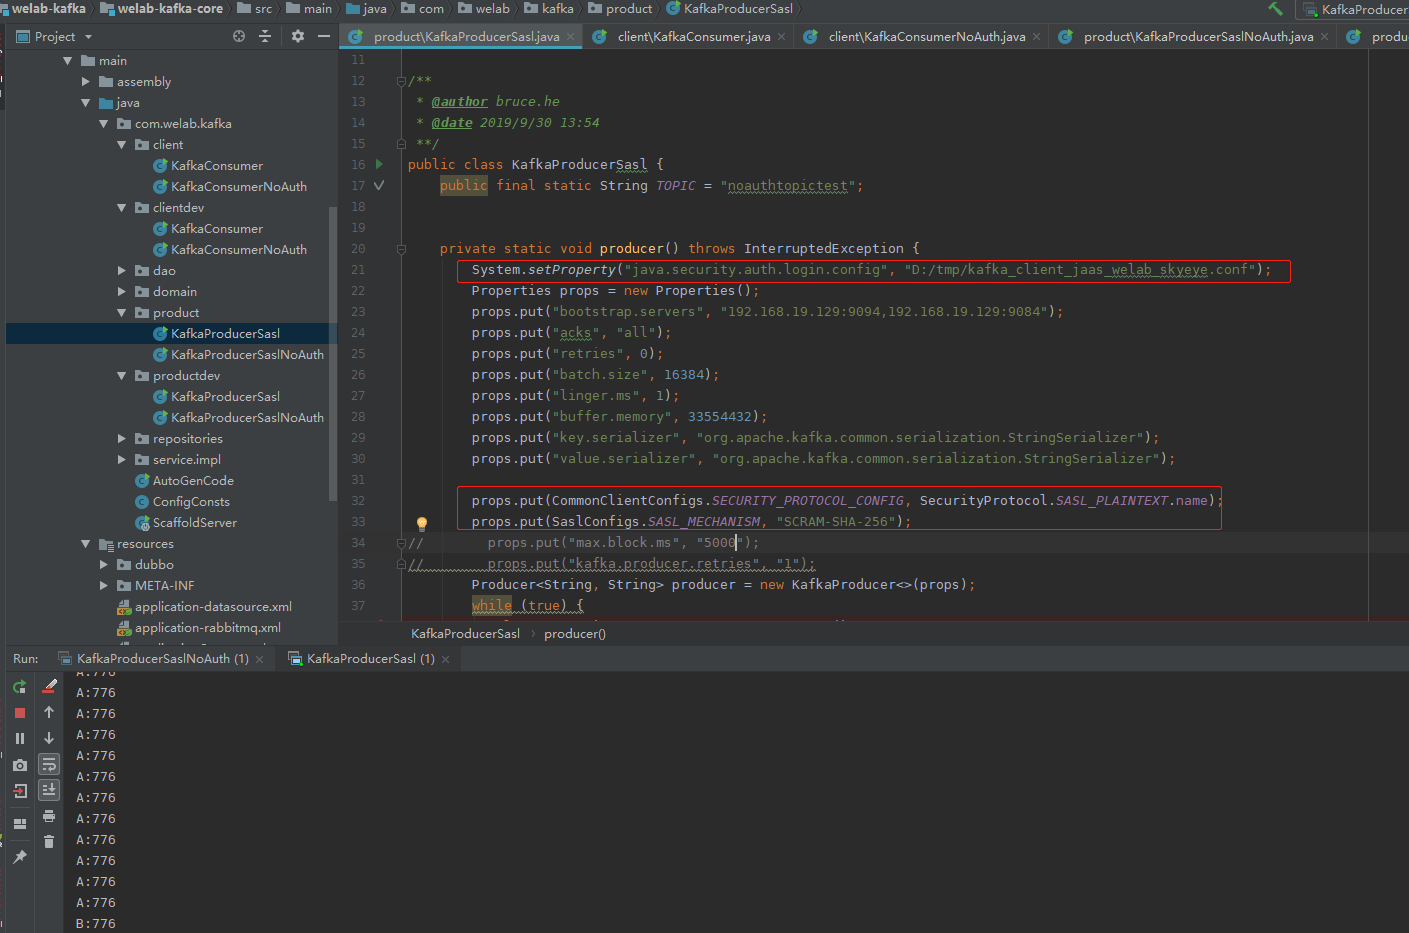 welab-kafka welab-kafka-core src main java com welab kafka product KafkaProducerSasl KafkaProducer
Project product\KafkaProducerSasl.java client\KafkaConsumer.java client\KafkaConsumerNoAuth.java product\KafkaProducerSaslNoAuth.java produ
main
assembly
java
com.welab.kafka
client
KafkaConsumer
KafkaConsumerNoAuth
clientdev
KafkaConsumer
KafkaConsumerNoAuth
dao
domain
product
KafkaProducerSasl
KafkaProducerSaslNoAuth
productdev
KafkaProducerSasl
KafkaProducerSaslNoAuth
repositories
service.impl
AutoGenCode
ConfigConsts
ScaffoldServer
resources
dubbo
META-INF
application-datasource.xml
application-rabbitmq.xml
11
12 /**
13 * @author bruce.he
14 * @date 2019/9/30 13:54
15 **/
16 public class KafkaProducerSasl {
17 public final static String TOPIC = "noauthtopictest";
18
19
20 private static void producer() throws InterruptedException {
21 System.setProperty("java.security.auth.login.config", "D:/tmp/kafka_client_jaas_welab_skyeye.conf");
22 Properties props = new Properties();
23 props.put("bootstrap.servers", "192.168.19.129:9094,192.168.19.129:9084");
24 props.put("acks", "all");
25 props.put("retries", 0);
26 props.put("batch.size", 16384);
27 props.put("linger.ms", 1);
28 props.put("buffer.memory", 33554432);
29 props.put("key.serializer", "org.apache.kafka.common.serialization.StringSerializer");
30 props.put("value.serializer", "org.apache.kafka.common.serialization.StringSerializer");
31
32 props.put(CommonClientConfigs.SECURITY_PROTOCOL_CONFIG, SecurityProtocol.SASL_PLAINTEXT.name);
33 props.put(SaslConfigs.SASL_MECHANISM, "SCRAM-SHA-256");
34 // props.put("max.block.ms", "5000");
35 // props.put("kafka.producer.retries", "1");
36 Producer<String, String> producer = new KafkaProducer<>(props);
37 while (true) {
KafkaProducerSasl producer()
Run: KafkaProducerSaslNoAuth (1) KafkaProducerSasl (1)
A:776
A:776
A:776
A:776
A:776
A:776
A:776
A:776
A:776
A:776
A:776
A:776
B:776